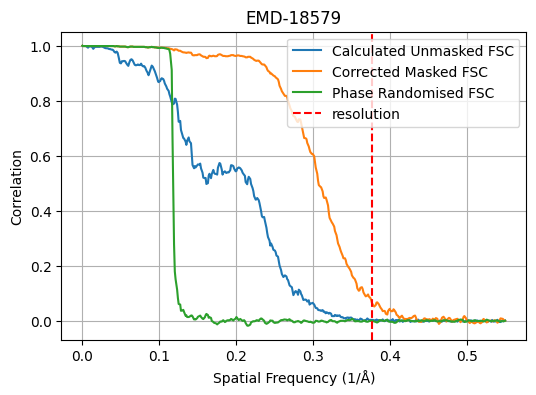 EMD-18579
Calculated Unmasked FSC
Corrected Masked FSC
Phase Randomised FSC
resolution
Correlation
1.0
0.8
0.6
0.4
0.2
0.0
0.0 0.1 0.2 0.3 0.4 0.5
Spatial Frequency (1/Å)